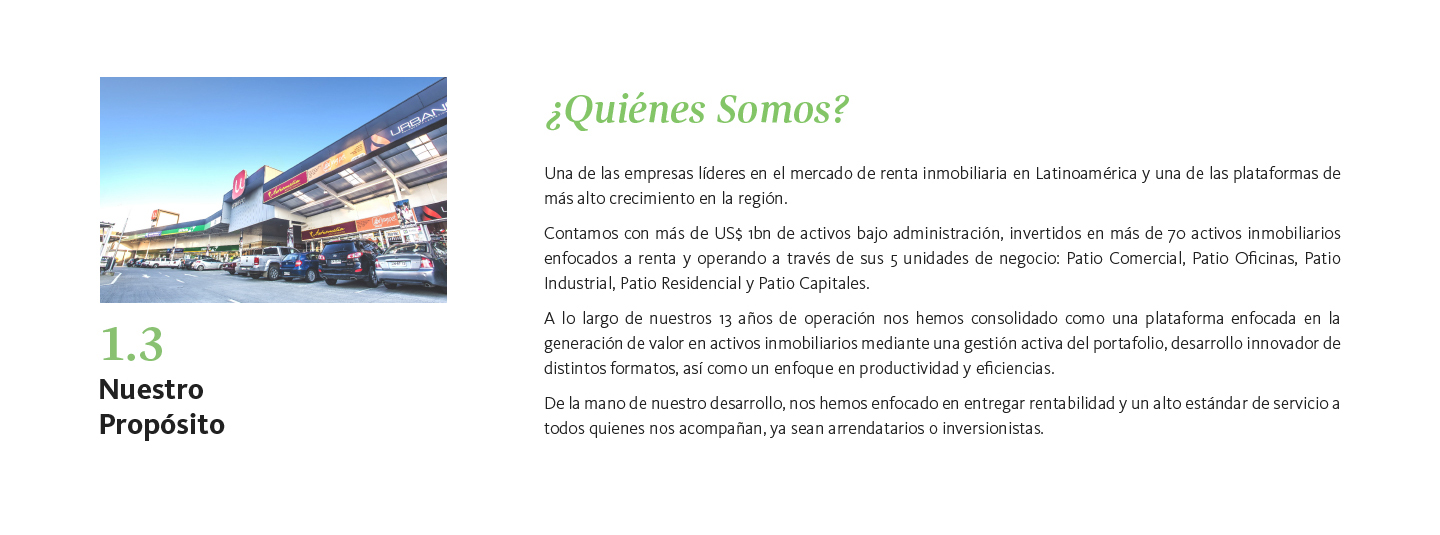 URBAN
1.3
Nuestro
Propósito
¿Quiénes Somos?
Una de las empresas líderes en el mercado de renta inmobiliaria en Latinoamérica y una de las plataformas de
más alto crecimiento en la región.
Contamos con más de US$ 1bn de activos bajo administración, invertidos en más de 70 activos inmobiliarios
enfocados a renta y operando a través de sus 5 unidades de negocio: Patio Comercial, Patio Oficinas, Patio
Industrial, Patio Residencial y Patio Capitales.
A lo largo de nuestros 13 años de operación nos hemos consolidado como una plataforma enfocada en la
generación de valor en activos inmobiliarios mediante una gestión activa del portafolio, desarrollo innovador de
distintos formatos, así como un enfoque en productividad y eficiencias.
De la mano de nuestro desarrollo, nos hemos enfocado en entregar rentabilidad y un alto estándar de servicio a
todos quienes nos acompañan, ya sean arrendatarios o inversionistas.